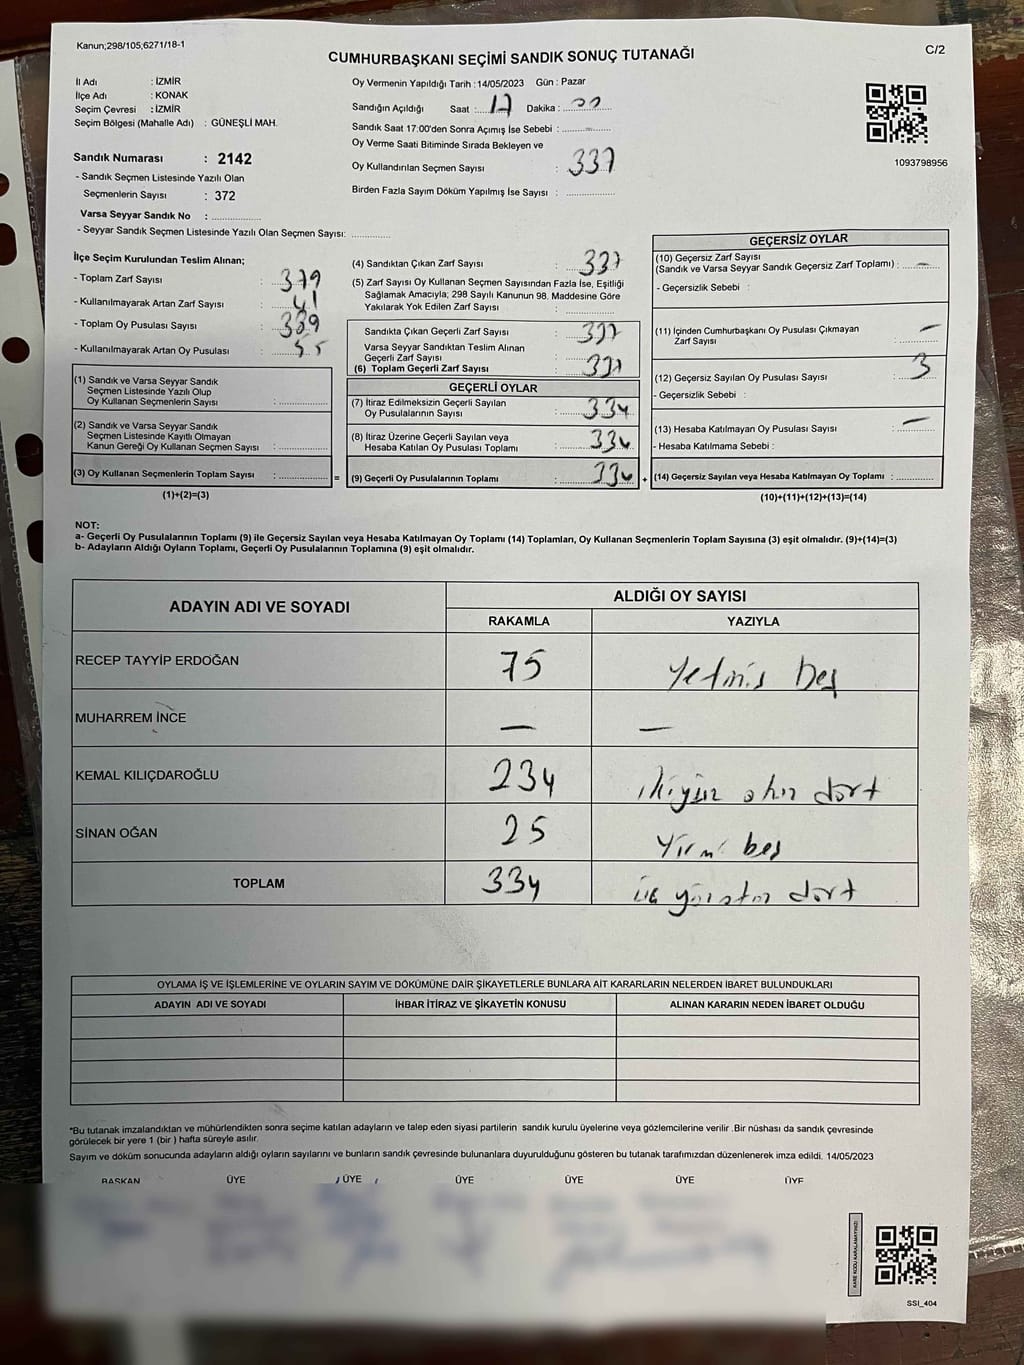 Kanun;298/105,6271/18-1
C/2
CUMHURBAŞKANI SEÇİMİ SANDIK SONUÇ TUTANAĞI
İl Adı : İZMİR
İlçe Adı : KONAK
Seçim Çevresi : İZMİR
Seçim Bölgesi (Mahalle Adı) : GÜNEŞLİ MAH.
Sandık Numarası : 2142
- Sandık Seçmen Listesinde Yazılı Olan
Seçmenlerin Sayısı : 372
Varsa Seyyar Sandık No :
- Seyyar Sandık Seçmen Listesinde Yazılı Olan Seçmen Sayısı:
Oy Vermenin Yapıldığı Tarih :14/05/2023 Gün : Pazar
Sandığın Açıldığı Saat : 17 Dakika :
Sandık Saat 17:00'den Sonra Açımış İse Sebebi :
Oy Verme Saati Bitiminde Sırada Bekleyen ve
Oy Kullandırılan Seçmen Sayısı : 337
Birden Fazla Sayım Döküm Yapılmış İse Sayısı :
1093798956
İlçe Seçim Kurulundan Teslim Alınan;
- Toplam Zarf Sayısı : 379
- Kullanılmayarak Artan Zarf Sayısı : 41
- Toplam Oy Pusulası Sayısı : 389
- Kullanılmayarak Artan Oy Pusulası : 55
(1) Sandık ve Varsa Seyyar Sandık
Seçmen Listesinde Yazılı Olup
Oy Kullanan Seçmenlerin Sayısı :
(2) Sandık ve Varsa Seyyar Sandık
Seçmen Listesinde Kayıtlı Olmayan
Kanun Gereği Oy Kullanan Seçmen Sayısı :
(3) Oy Kullanan Seçmenlerin Toplam Sayısı : =
(1)+(2)=(3)
(4) Sandıktan Çıkan Zarf Sayısı : 337
(5) Zarf Sayısı Oy Kullanan Seçmen Sayısından Fazla İse, Eşitliği
Sağlamak Amacıyla; 298 Sayılı Kanunun 98. Maddesine Göre
Yakılarak Yok Edilen Zarf Sayısı :
Sandıkta Çıkan Geçerli Zarf Sayısı : 337
Varsa Seyyar Sandıktan Teslim Alınan
Geçerli Zarf Sayısı :
(6) Toplam Geçerli Zarf Sayısı : 337
GEÇERLİ OYLAR
(7) İtiraz Edilmeksizin Geçerli Sayılan
Oy Pusulalarının Sayısı : 334
(8) İtiraz Üzerine Geçerli Sayılan veya
Hesaba Katılan Oy Pusulası Toplamı : 334
(9) Geçerli Oy Pusulalarının Toplamı : 334 +
GEÇERSİZ OYLAR
(10) Geçersiz Zarf Sayısı
(Sandık ve Varsa Seyyar Sandık Geçersiz Zarf Toplamı) : —
- Geçersizlik Sebebi :
(11) İçinden Cumhurbaşkanı Oy Pusulası Çıkmayan
Zarf Sayısı : —
(12) Geçersiz Sayılan Oy Pusulası Sayısı : 3
- Geçersizlik Sebebi :
(13) Hesaba Katılmayan Oy Pusulası Sayısı : —
- Hesaba Katılmama Sebebi :
(14) Geçersiz Sayılan veya Hesaba Katılmayan Oy Toplamı :
(10)+(11)+(12)+(13)=(14)
NOT:
a- Geçerli Oy Pusulalarının Toplamı (9) ile Geçersiz Sayılan veya Hesaba Katılmayan Oy Toplamı (14) Toplamları, Oy Kullanan Seçmenlerin Toplam Sayısına (3) eşit olmalıdır. (9)+(14)=(3)
b- Adayların Aldığı Oyların Toplamı, Geçerli Oy Pusulalarının Toplamına (9) eşit olmalıdır.
ADAYIN ADI VE SOYADI ALDIĞI OY SAYISI
RAKAMLA YAZIYLA
RECEP TAYYİP ERDOĞAN 75 Yetmiş beş
MUHARREM İNCE — —
KEMAL KILIÇDAROĞLU 234 ikiyüz otuz dört
SİNAN OĞAN 25 Yirmi beş
TOPLAM 334 üç yüzotuz dört
OYLAMA İŞ VE İŞLEMLERİNE VE OYLARIN SAYIM VE DÖKÜMÜNE DAİR ŞİKAYETLERLE BUNLARA AİT KARARLARIN NELERDEN İBARET BULUNDUKLARI
ADAYIN ADI VE SOYADI İHBAR İTİRAZ VE ŞİKAYETİN KONUSU ALINAN KARARIN NEDEN İBARET OLDUĞU
*Bu tutanak imzalandıktan ve mühürlendikten sonra seçime katılan adayların ve talep eden siyasi partilerin sandık kurulu üyelerine veya gözlemcilerine verilir .Bir nüshası da sandık çevresinde
görülecek bir yere 1 (bir ) hafta süreyle asılır.
Sayım ve döküm sonucunda adayların aldığı oyların sayılarını ve bunların sandık çevresinde bulunanlara duyurulduğunu gösteren bu tutanak tarafımızdan düzenlenerek imza edildi. 14/05/2023
BAŞKAN ÜYE ÜYE ÜYE ÜYE ÜYE ÜYE
KARE KODU KARALAMAYINIZ!
SSI_404